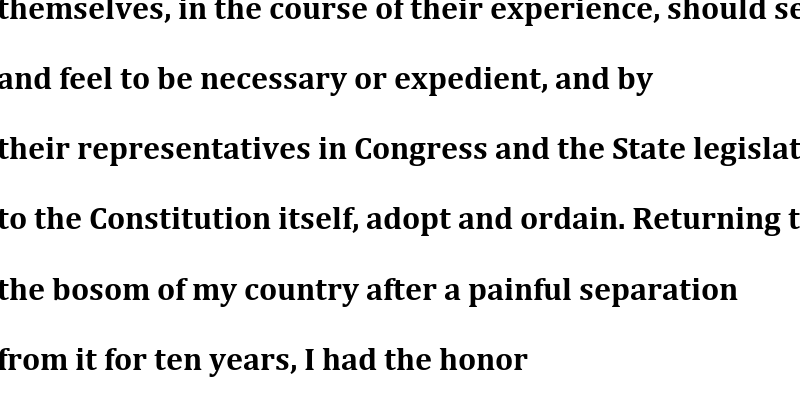 themselves, in the course of their experience, should
and feel to be necessary or expedient, and by
their representatives in Congress and the State
to the Constitution itself, adopt and ordain. Returning
the bosom of my country after a painful separation
from it for ten years, I had the honor